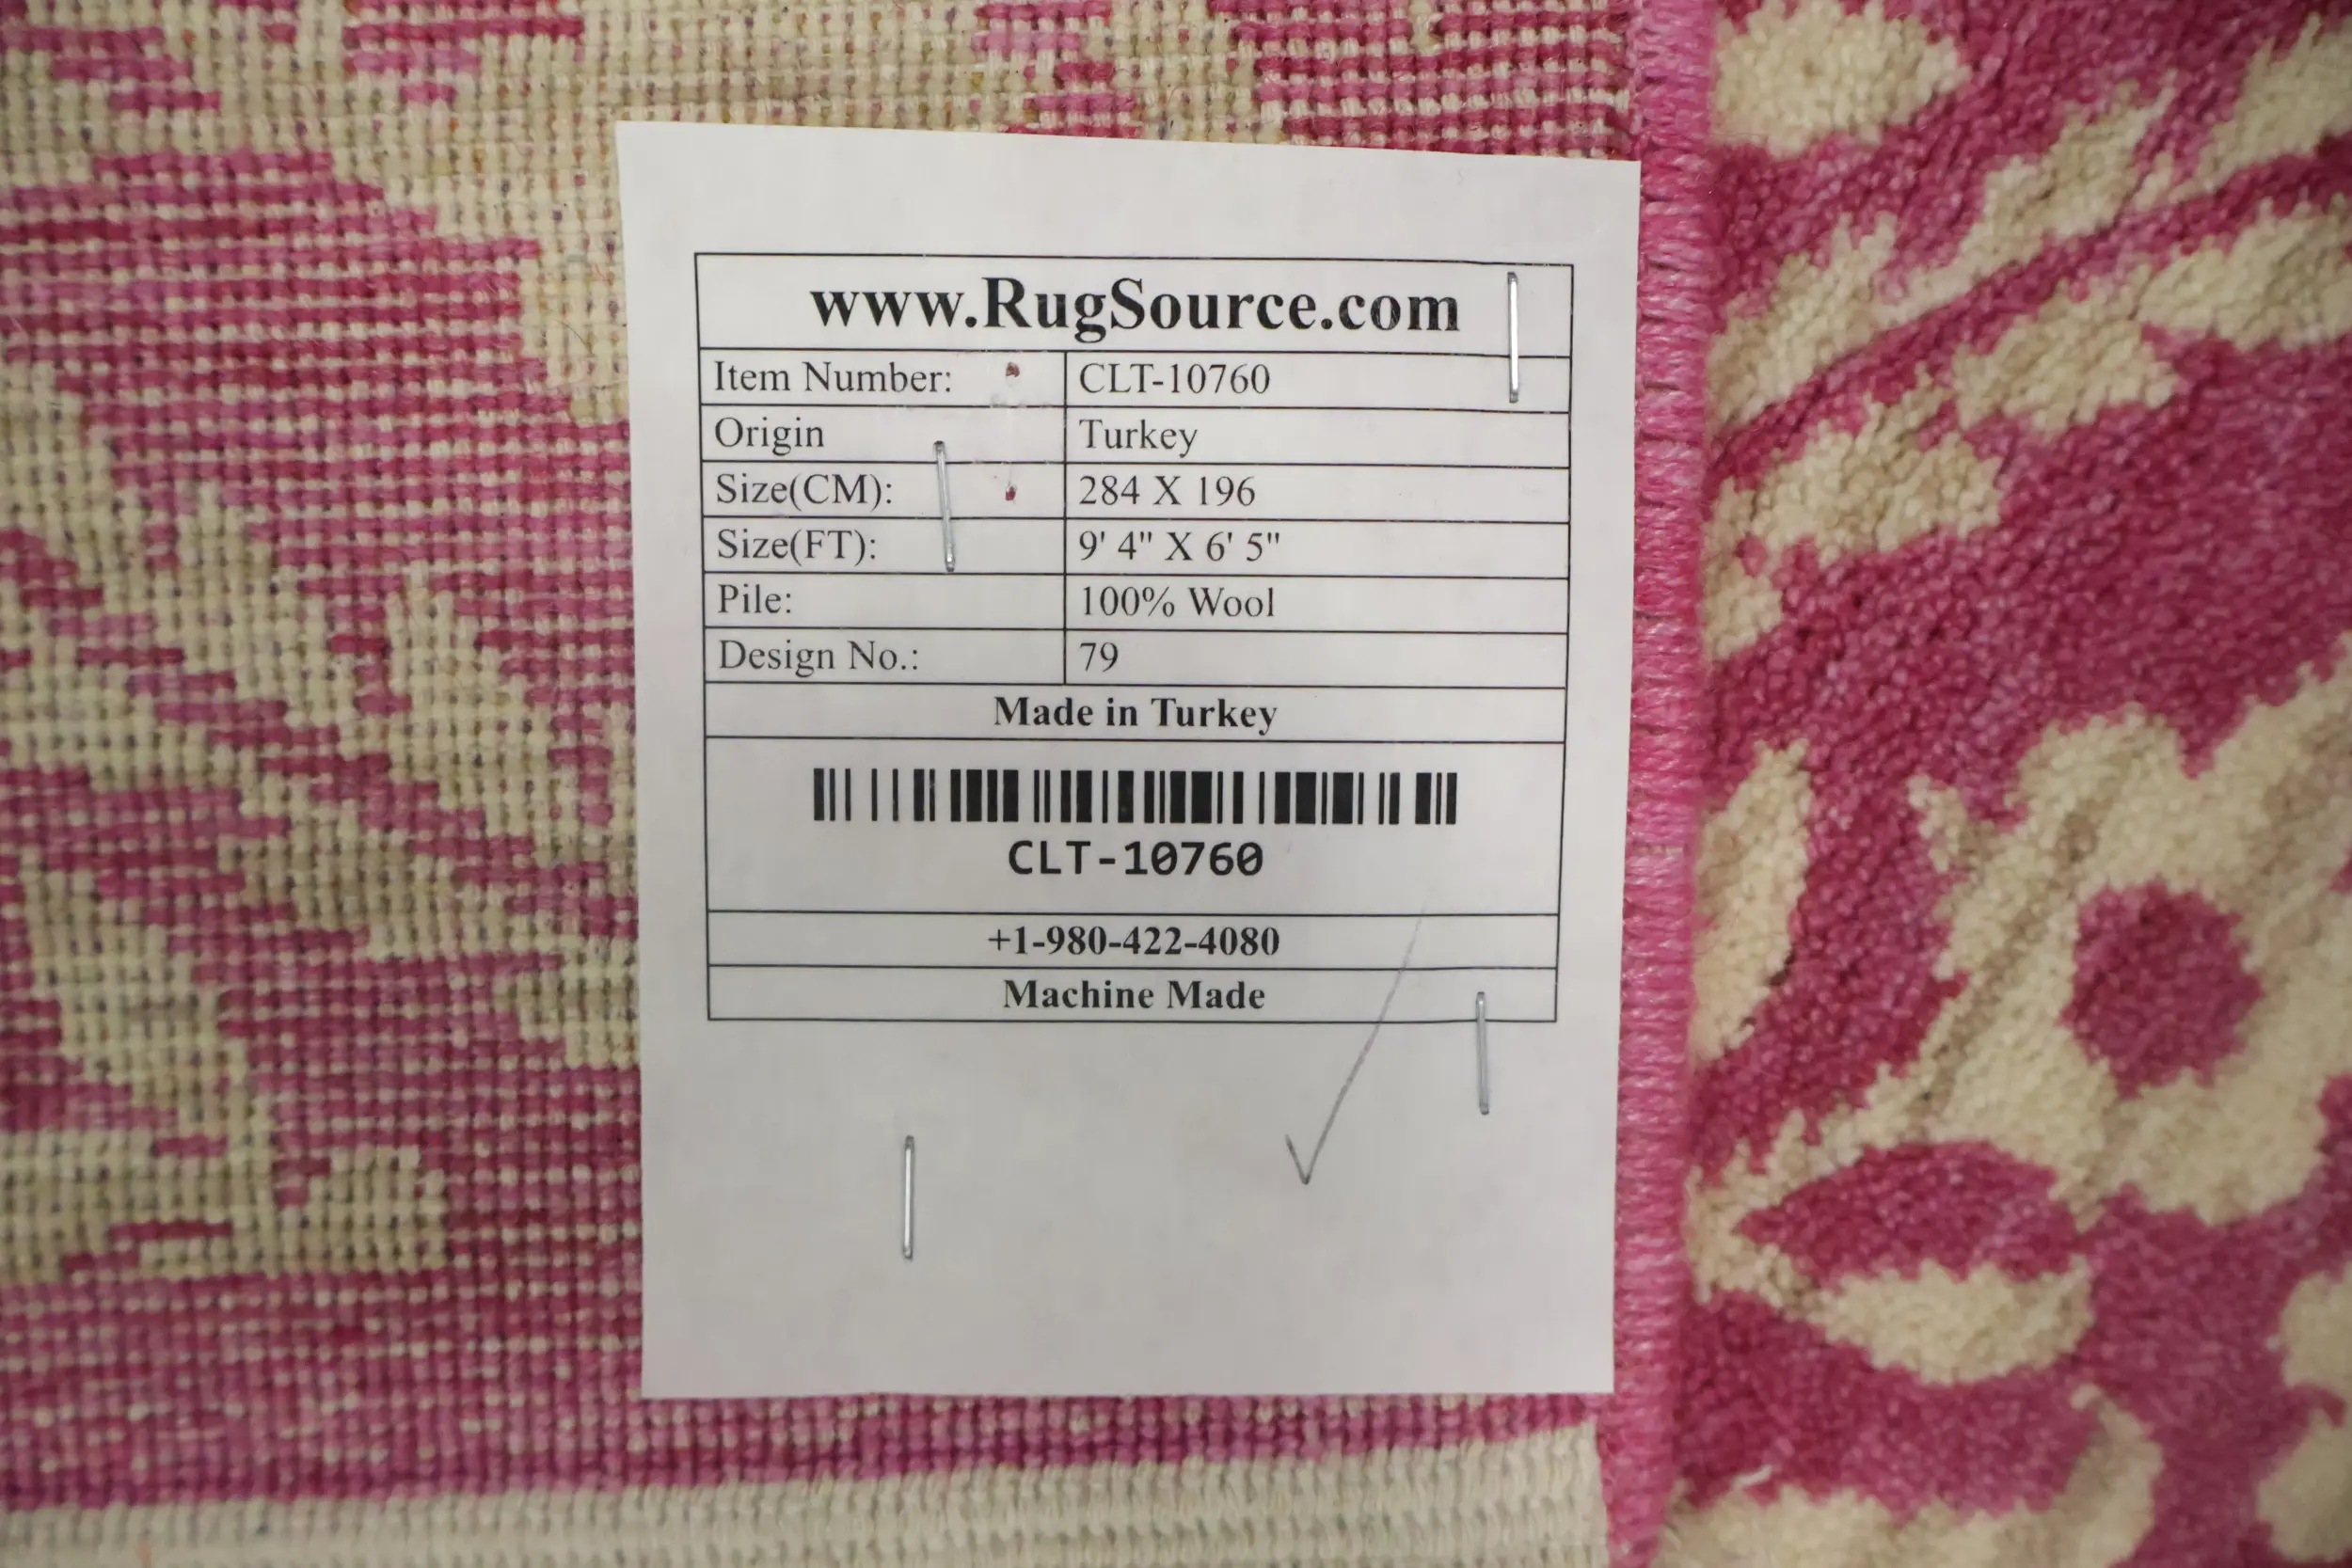 www.RugSource.com
Item Number: CLT-10760
Origin Turkey
Size(CM): 284 X 196
Size(FT): 9' 4" X 6' 5"
Pile: 100% Wool
Design No.: 79
Made in Turkey
CLT-10760
+1-980-422-4080
Machine Made